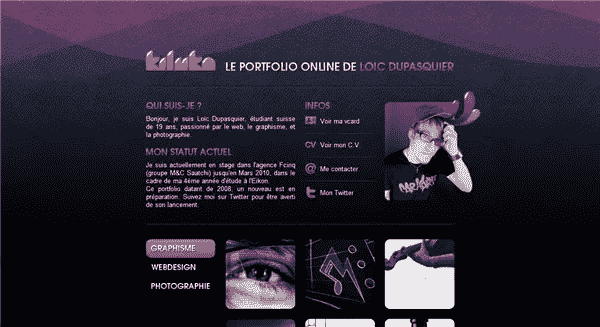 LE PORTFOLIO ONLINE DE LOIC DUPASQUIER
QUI SUIS-JE ?
Bonjour, je suis Loïc Dupasquier, étudiant suisse
de 19 ans, passionné par le web, le graphisme, et
la photographie.
MON STATUT ACTUEL
Je suis actuellement en stage dans l'agence Fcinq
(groupe M&C Saatchi) jusqu'en Mars 2010, dans le
cadre de ma 4ème année d'étude à l'Eikon.
Ce portfolio datant de 2008, un nouveau est en
préparation. Suivez moi sur Twitter pour être averti
de son lancement.
INFOS
Voir ma vcard
CV Voir mon C.V
@ Me contacter
t Mon Twitter
GRAPHISME
WEBDESIGN
PHOTOGRAPHIE